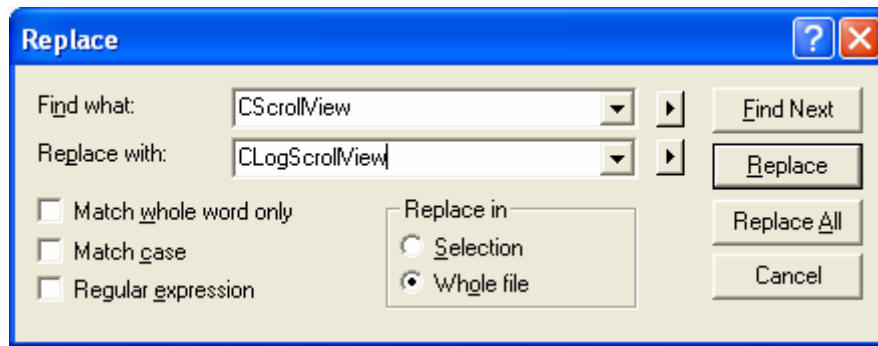 Replace
Find what: CScrollView Find Next
Replace with: CLogScrollView Replace
Match whole word only Replace in Replace All
Match case Selection
Regular expression Whole file Cancel